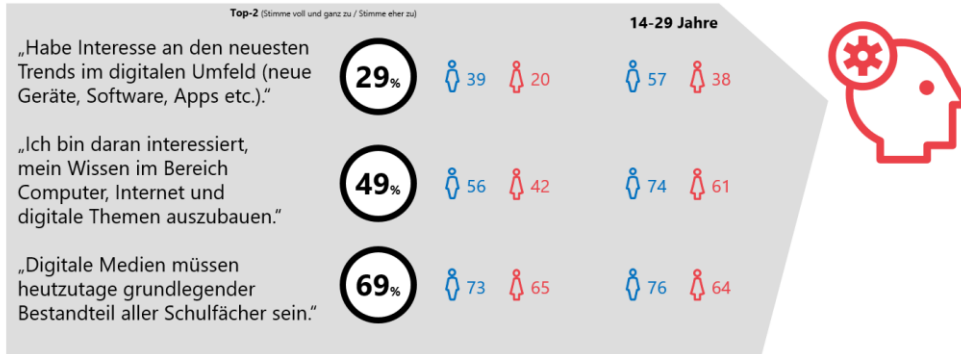 Top-2 (Stimme voll und ganz zu / Stimme eher zu)
14-29 Jahre
„Habe Interesse an den neuesten
Trends im digitalen Umfeld (neue
Geräte, Software, Apps etc.).“
29%
39
20
57
38
„Ich bin daran interessiert,
mein Wissen im Bereich
Computer, Internet und
digitale Themen auszubauen.“
49%
56
42
74
61
„Digitale Medien müssen
heutzutage grundlegender
Bestandteil aller Schulfächer sein.“
69%
73
65
76
64